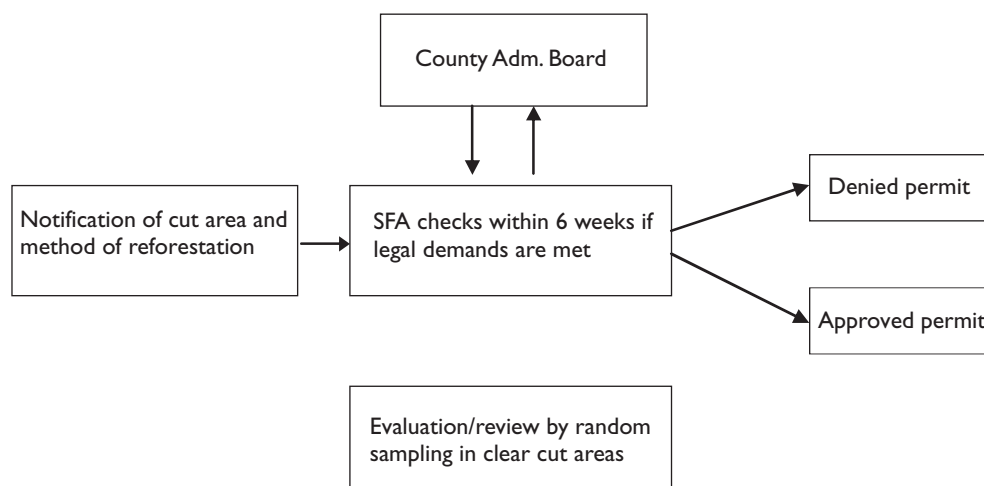 County Adm. Board
Notification of cut area and
method of reforestation
SFA checks within 6 weeks if
legal demands are met
Denied permit
Approved permit
Evaluation/review by random
sampling in clear cut areas